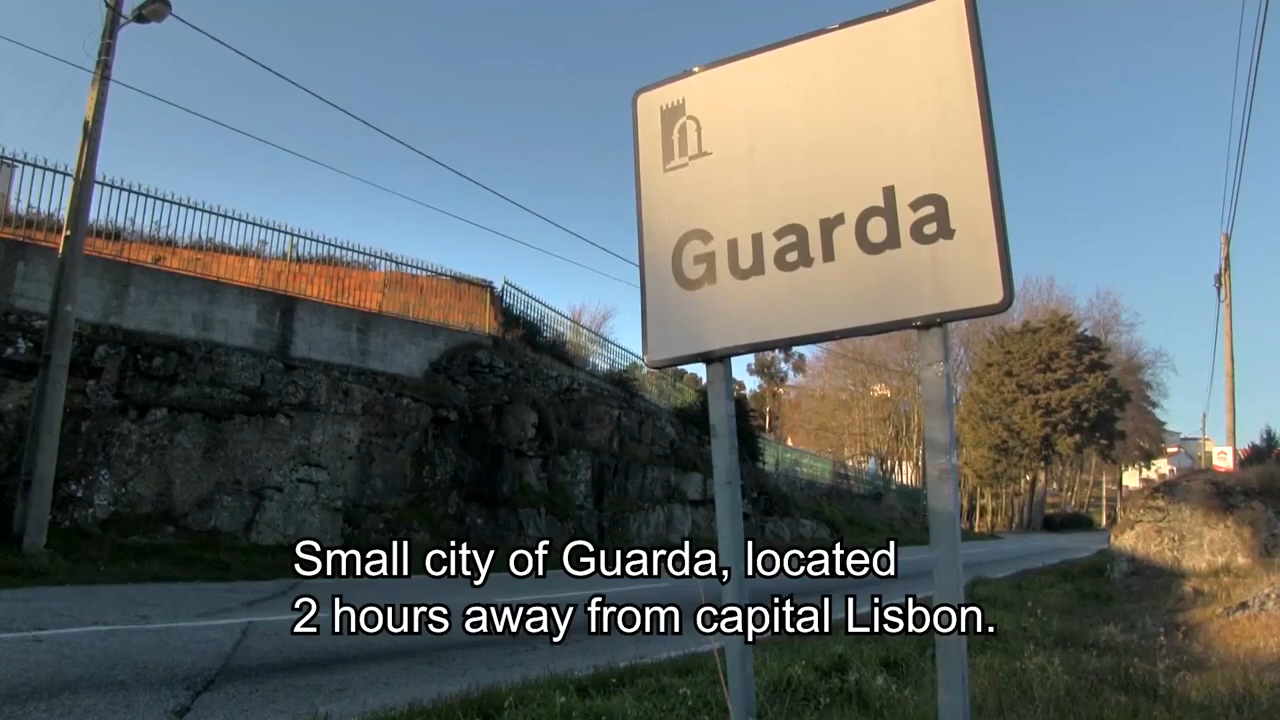 Guarda
Small city of Guarda, located
2 hours away from capital Lisbon.